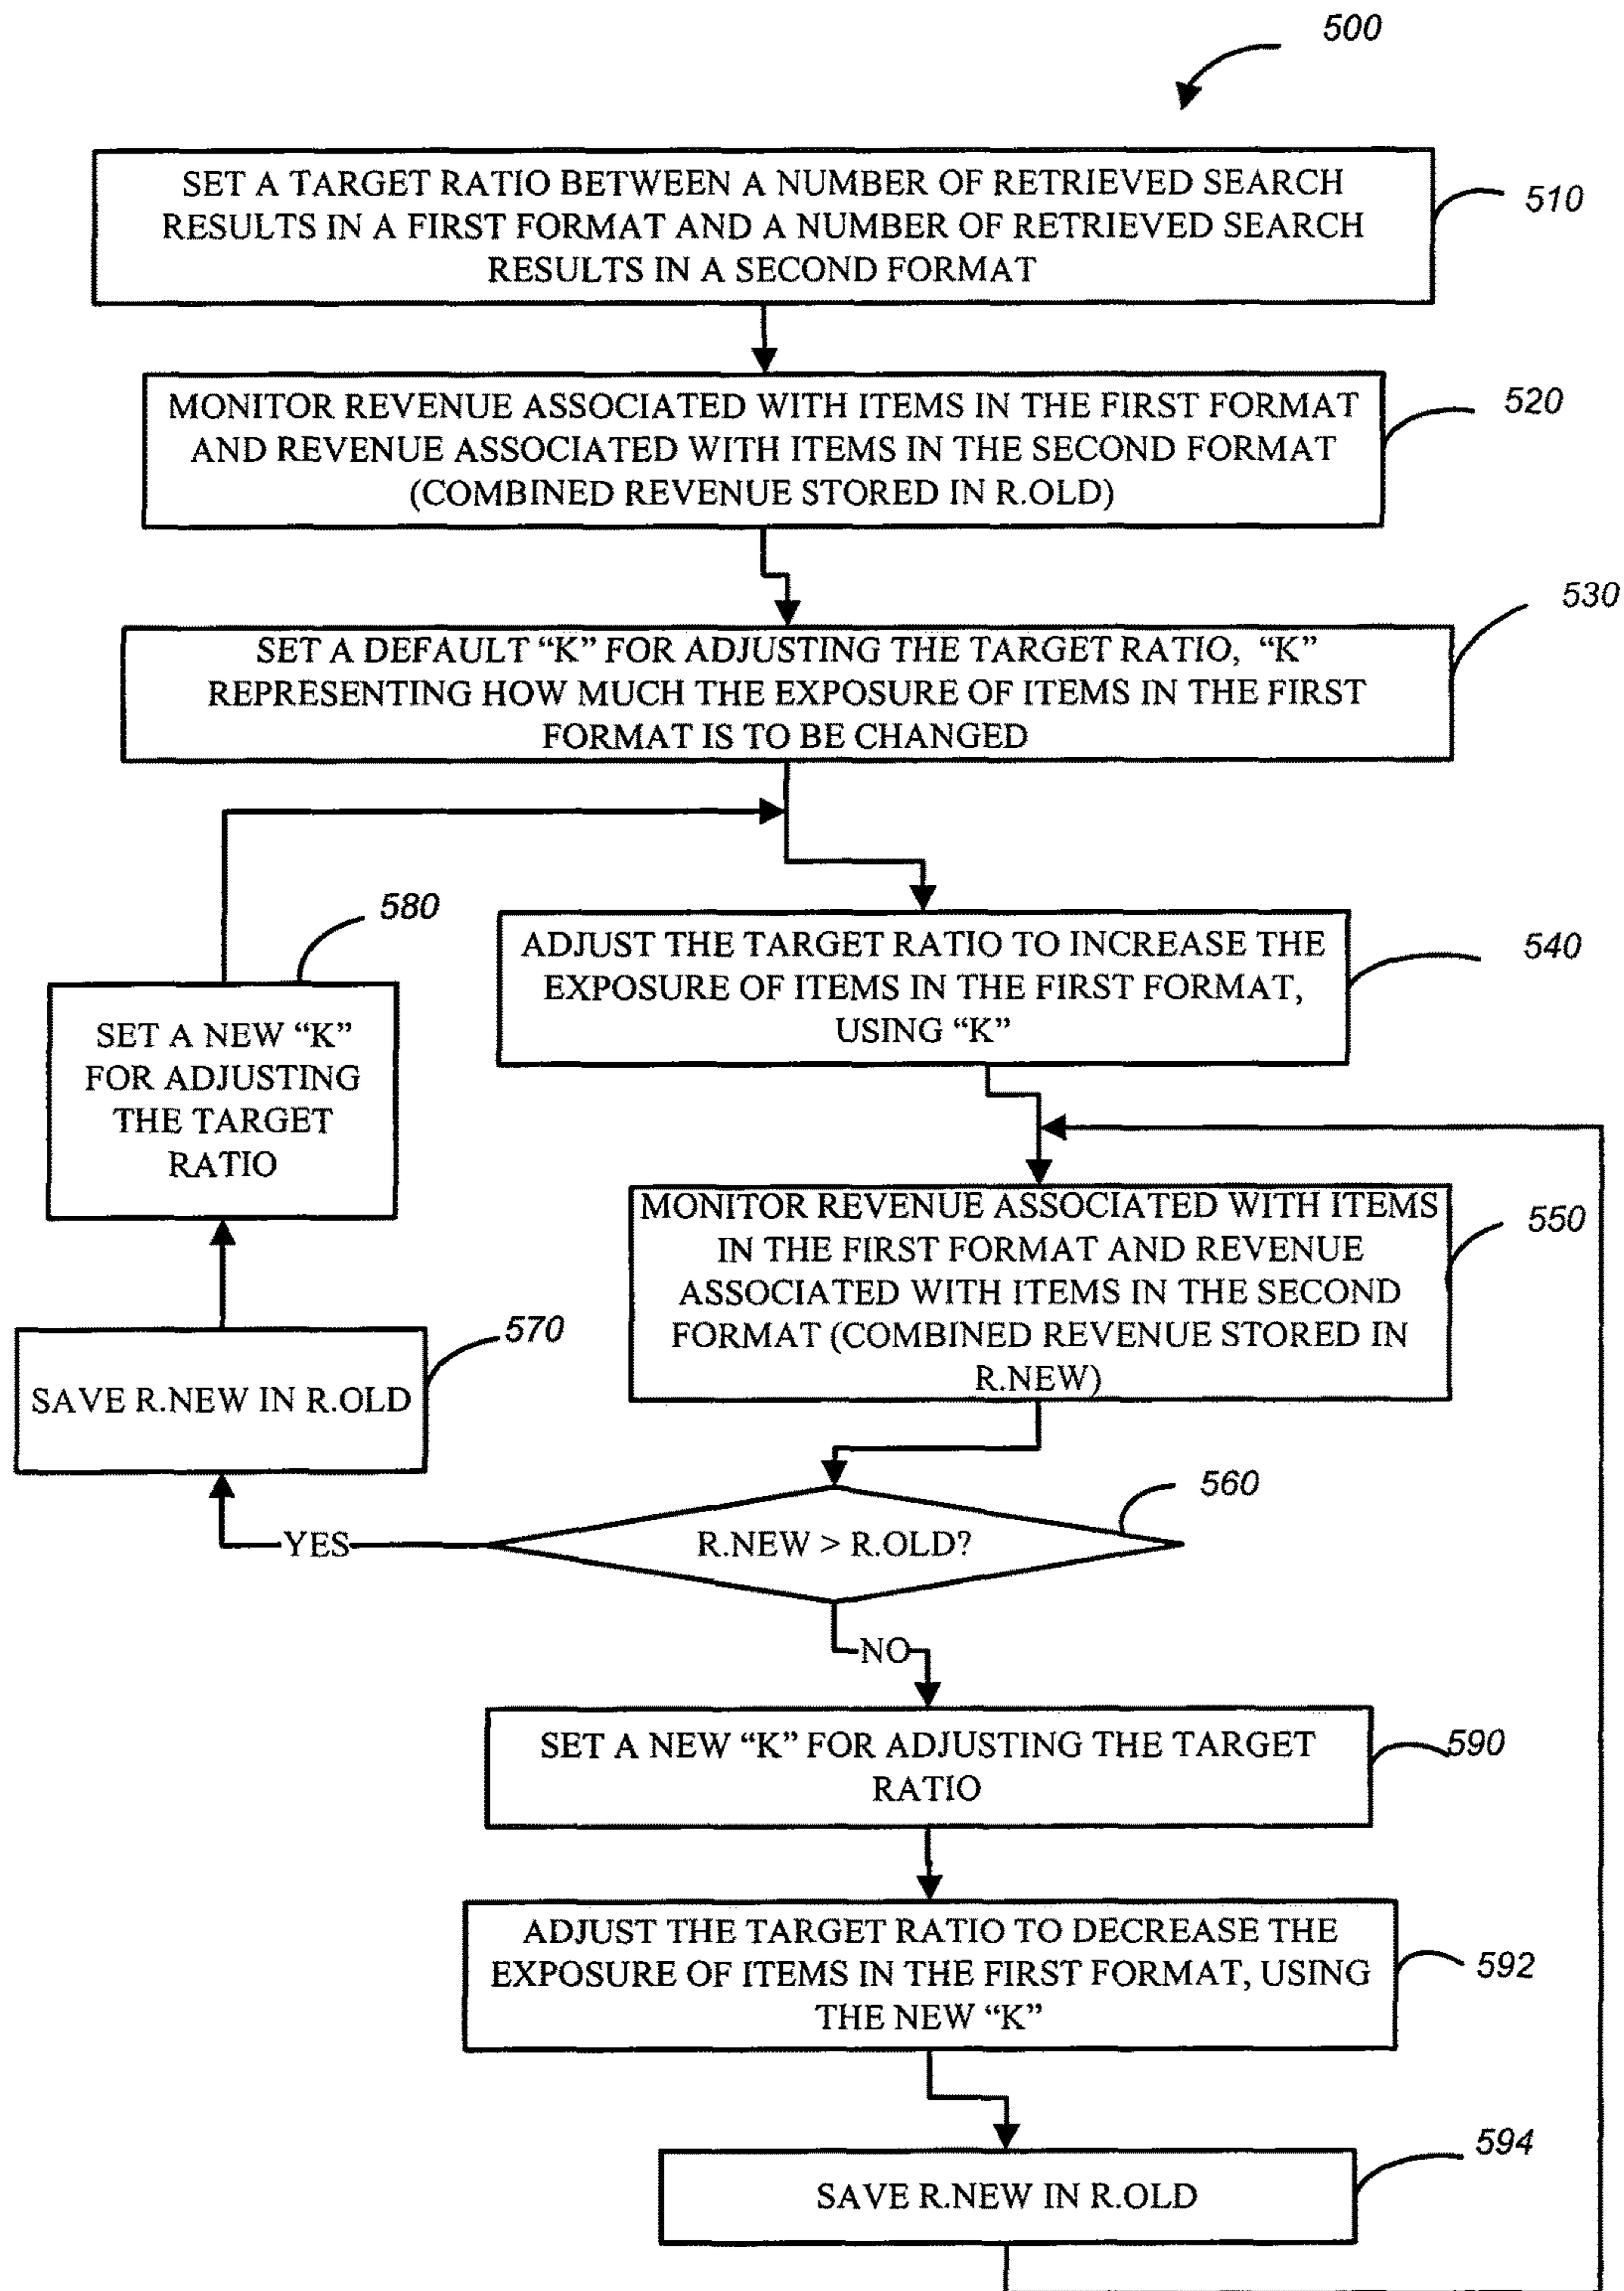 500
SET A TARGET RATIO BETWEEN A NUMBER OF RETRIEVED SEARCH
RESULTS IN A FIRST FORMAT AND A NUMBER OF RETRIEVED SEARCH
RESULTS IN A SECOND FORMAT
510
MONITOR REVENUE ASSOCIATED WITH ITEMS IN THE FIRST FORMAT
AND REVENUE ASSOCIATED WITH ITEMS IN THE SECOND FORMAT
(COMBINED REVENUE STORED IN R.OLD)
520
SET A DEFAULT “K” FOR ADJUSTING THE TARGET RATIO, “K”
REPRESENTING HOW MUCH THE EXPOSURE OF ITEMS IN THE FIRST
FORMAT IS TO BE CHANGED
530
ADJUST THE TARGET RATIO TO INCREASE THE
EXPOSURE OF ITEMS IN THE FIRST FORMAT,
USING “K”
540
580
SET A NEW “K”
FOR ADJUSTING
THE TARGET
RATIO
MONITOR REVENUE ASSOCIATED WITH ITEMS
IN THE FIRST FORMAT AND REVENUE
ASSOCIATED WITH ITEMS IN THE SECOND
FORMAT (COMBINED REVENUE STORED IN
R.NEW)
550
570
SAVE R.NEW IN R.OLD
560
R.NEW > R.OLD?
YES
NO
SET A NEW “K” FOR ADJUSTING THE TARGET
RATIO
590
ADJUST THE TARGET RATIO TO DECREASE THE
EXPOSURE OF ITEMS IN THE FIRST FORMAT, USING
THE NEW “K”
592
SAVE R.NEW IN R.OLD
594